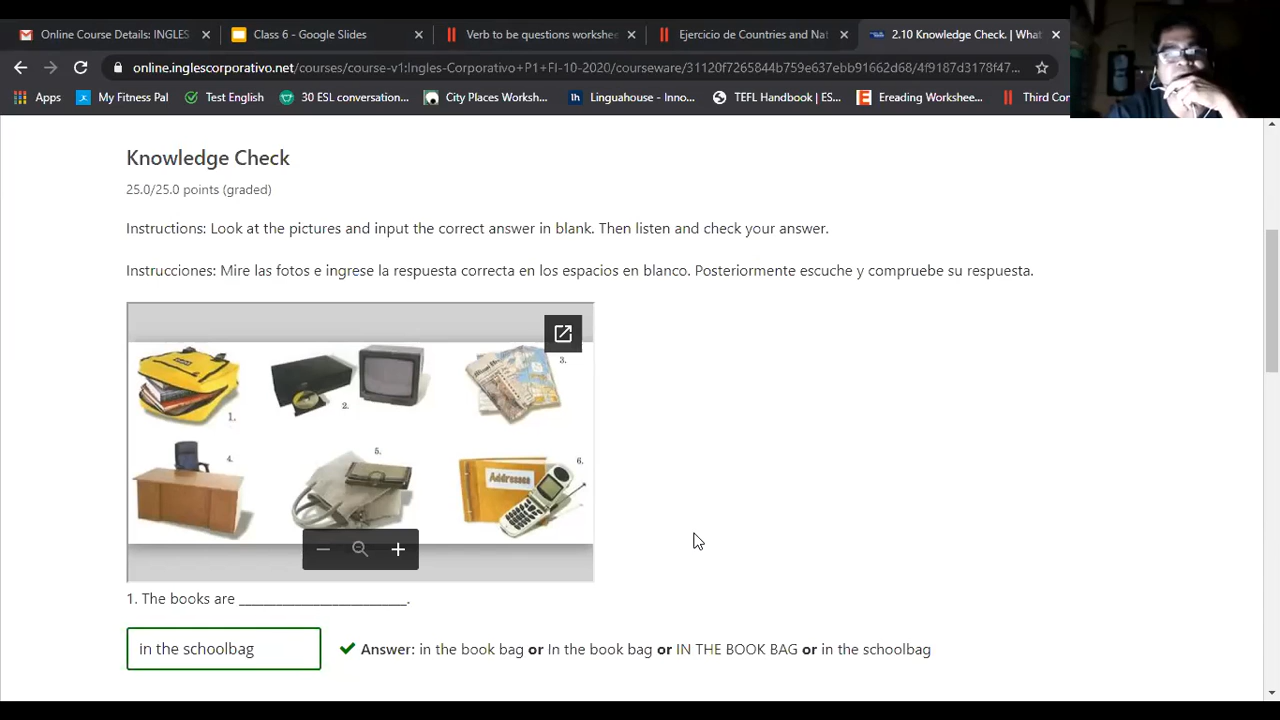 Online Course Details: INGLES
Class 6 - Google Slides
Verb to be questions workshee
Ejercicio de Countries and Nat
2.10 Knowledge Check. | What
online.inglescorporativo.net/courses/course-v1:Ingles-Corporativo+P1+FI-10-2020/courseware/31120f7265844b759e637ebb91662d68/4f9187d3178f47...
Apps
My Fitness Pal
Test English
30 ESL conversation...
City places Worksh...
Linguahouse - Inno...
TEFL Handbook | ES...
Ereading Workshee...
Third Con
Knowledge Check
25.0/25.0 points (graded)
Instructions: Look at the pictures and input the correct answer in blank. Then listen and check your answer.
Instrucciones: Mire las fotos e ingrese la respuesta correcta en los espacios en blanco. Posteriormente escuche y compruebe su respuesta.
1.
2.
3.
4.
5.
6.
Addresses
1. The books are _________________________.
in the schoolbag
Answer: in the book bag or In the book bag or IN THE BOOK BAG or in the schoolbag